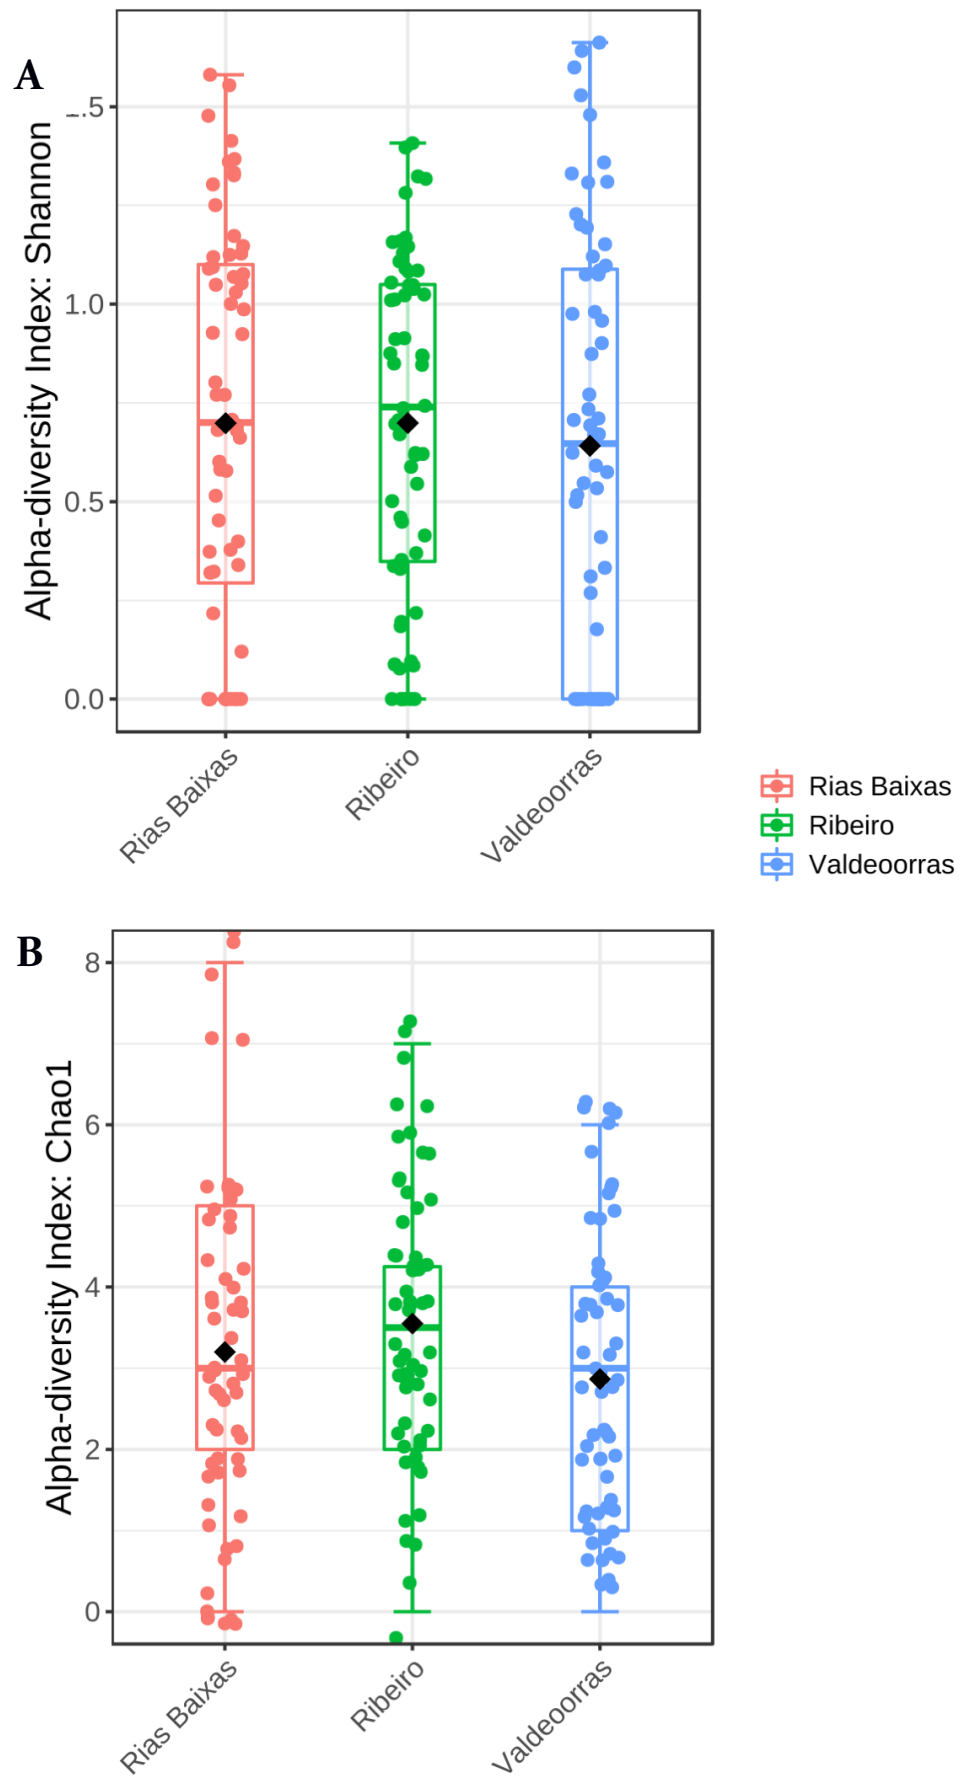 A
Alpha-diversity Index: Shannon
.5
1.0
0.5
0.0
Rias Baixas
Ribeiro
Valdeoorras
Rias Baixas
Ribeiro
Valdeoorras
B
Alpha-diversity Index: Chao1
8
6
4
2
0
Rias Baixas
Ribeiro
Valdeoorras